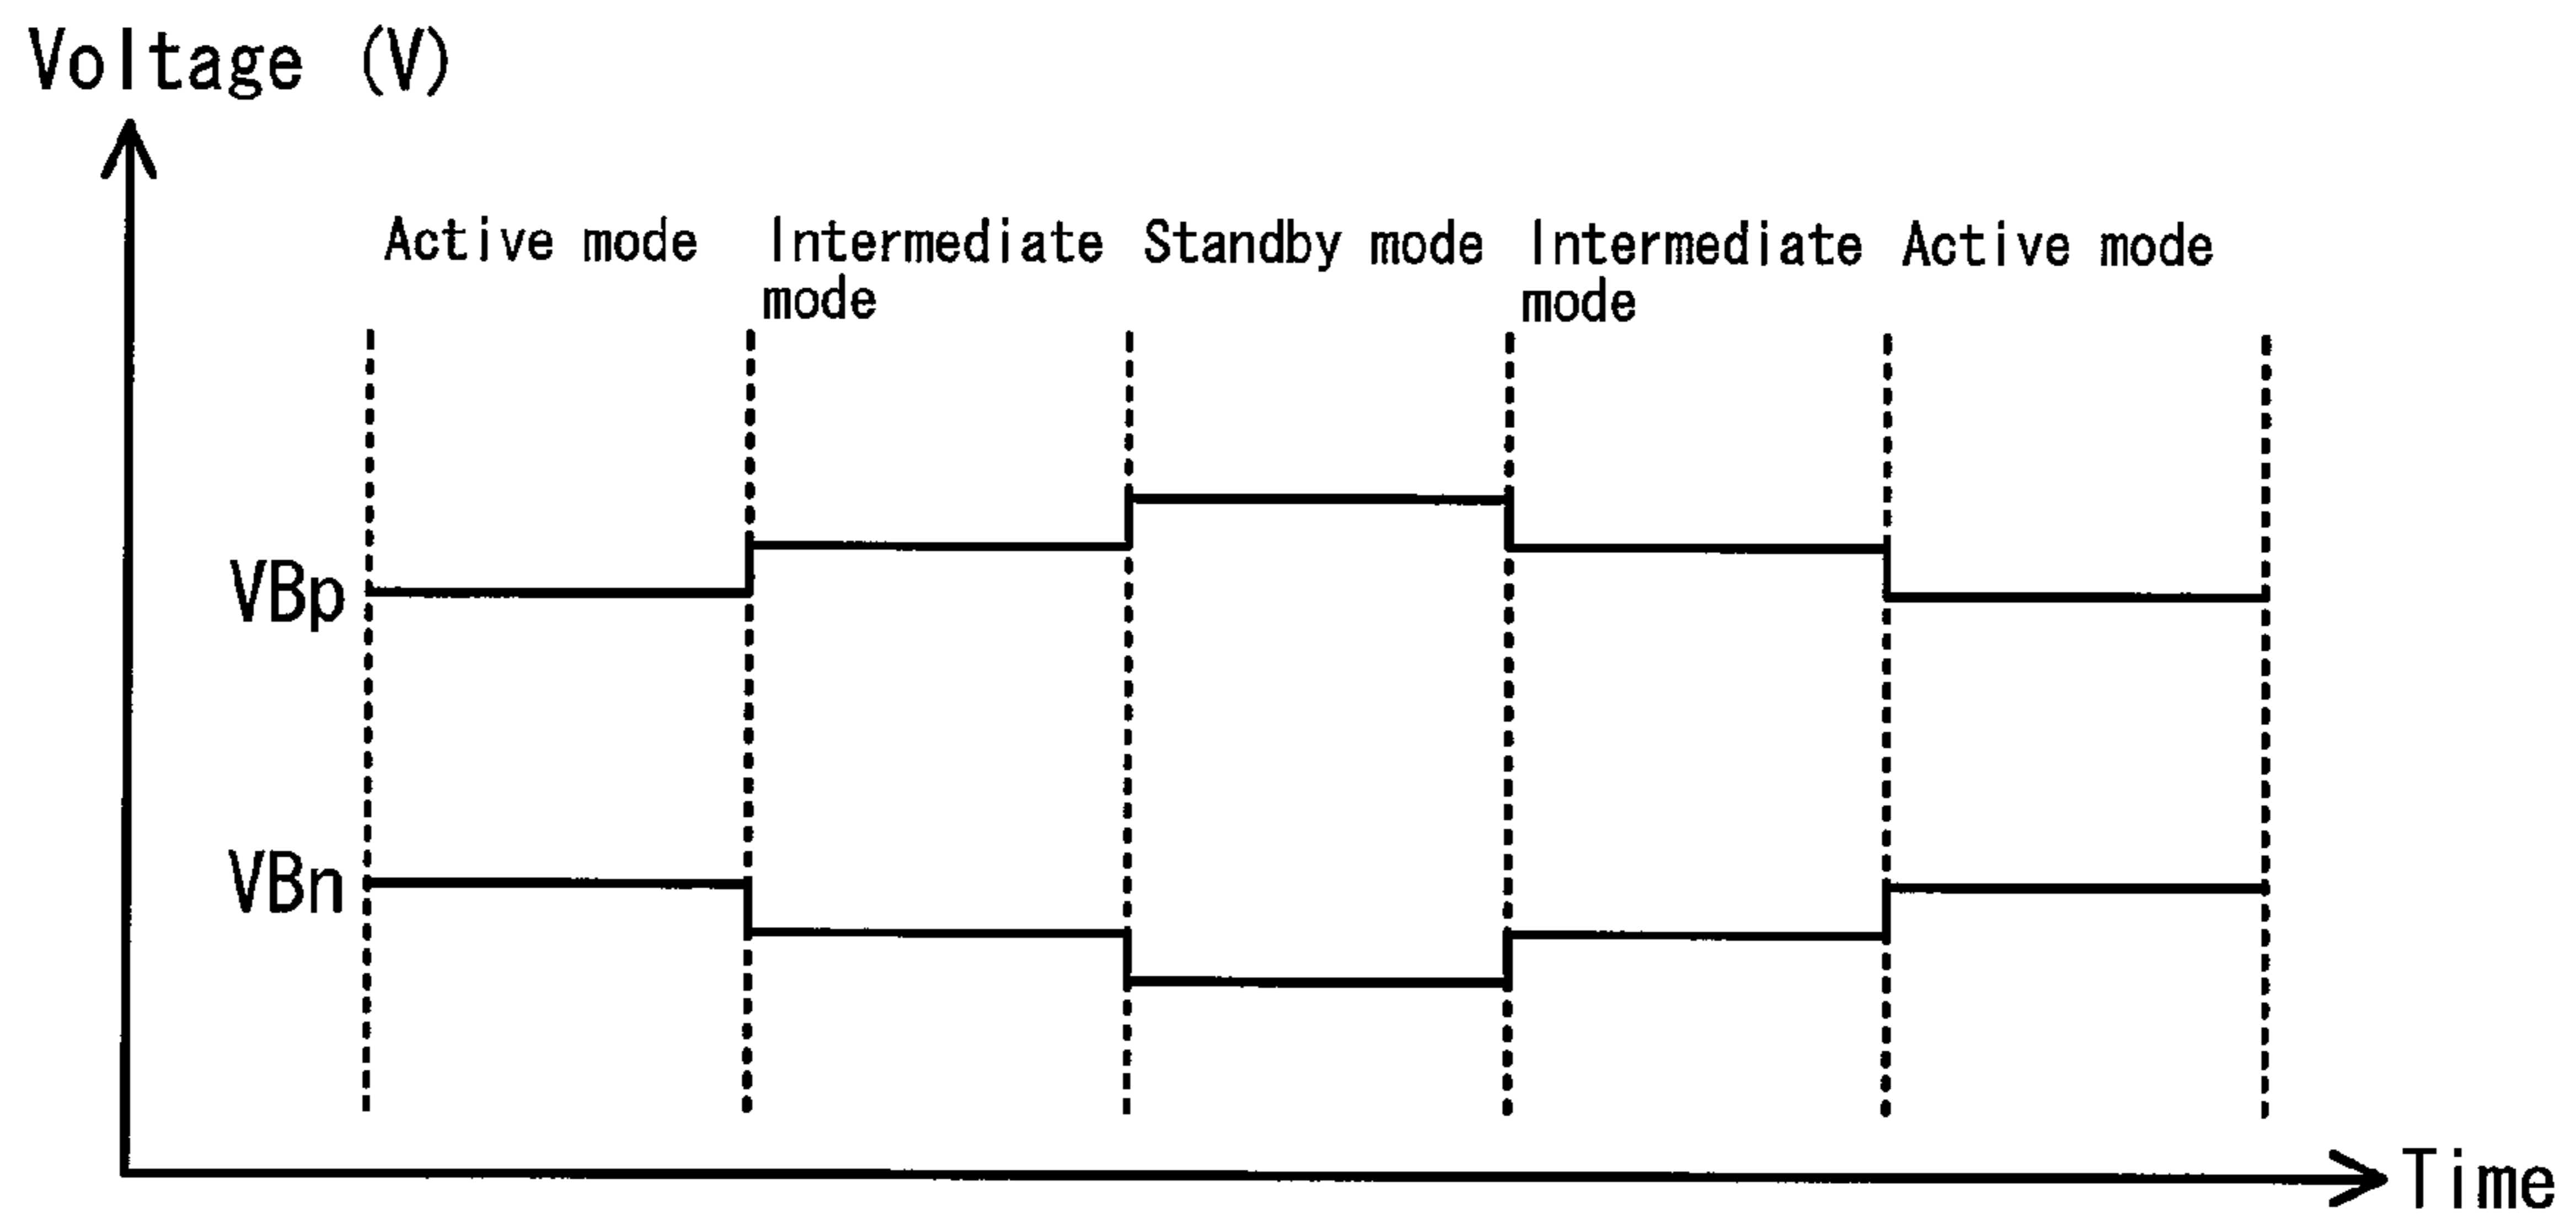 Voltage (V)
Active mode
Intermediate
mode
Standby mode
Intermediate
mode
Active mode
VBp
VBn
Time